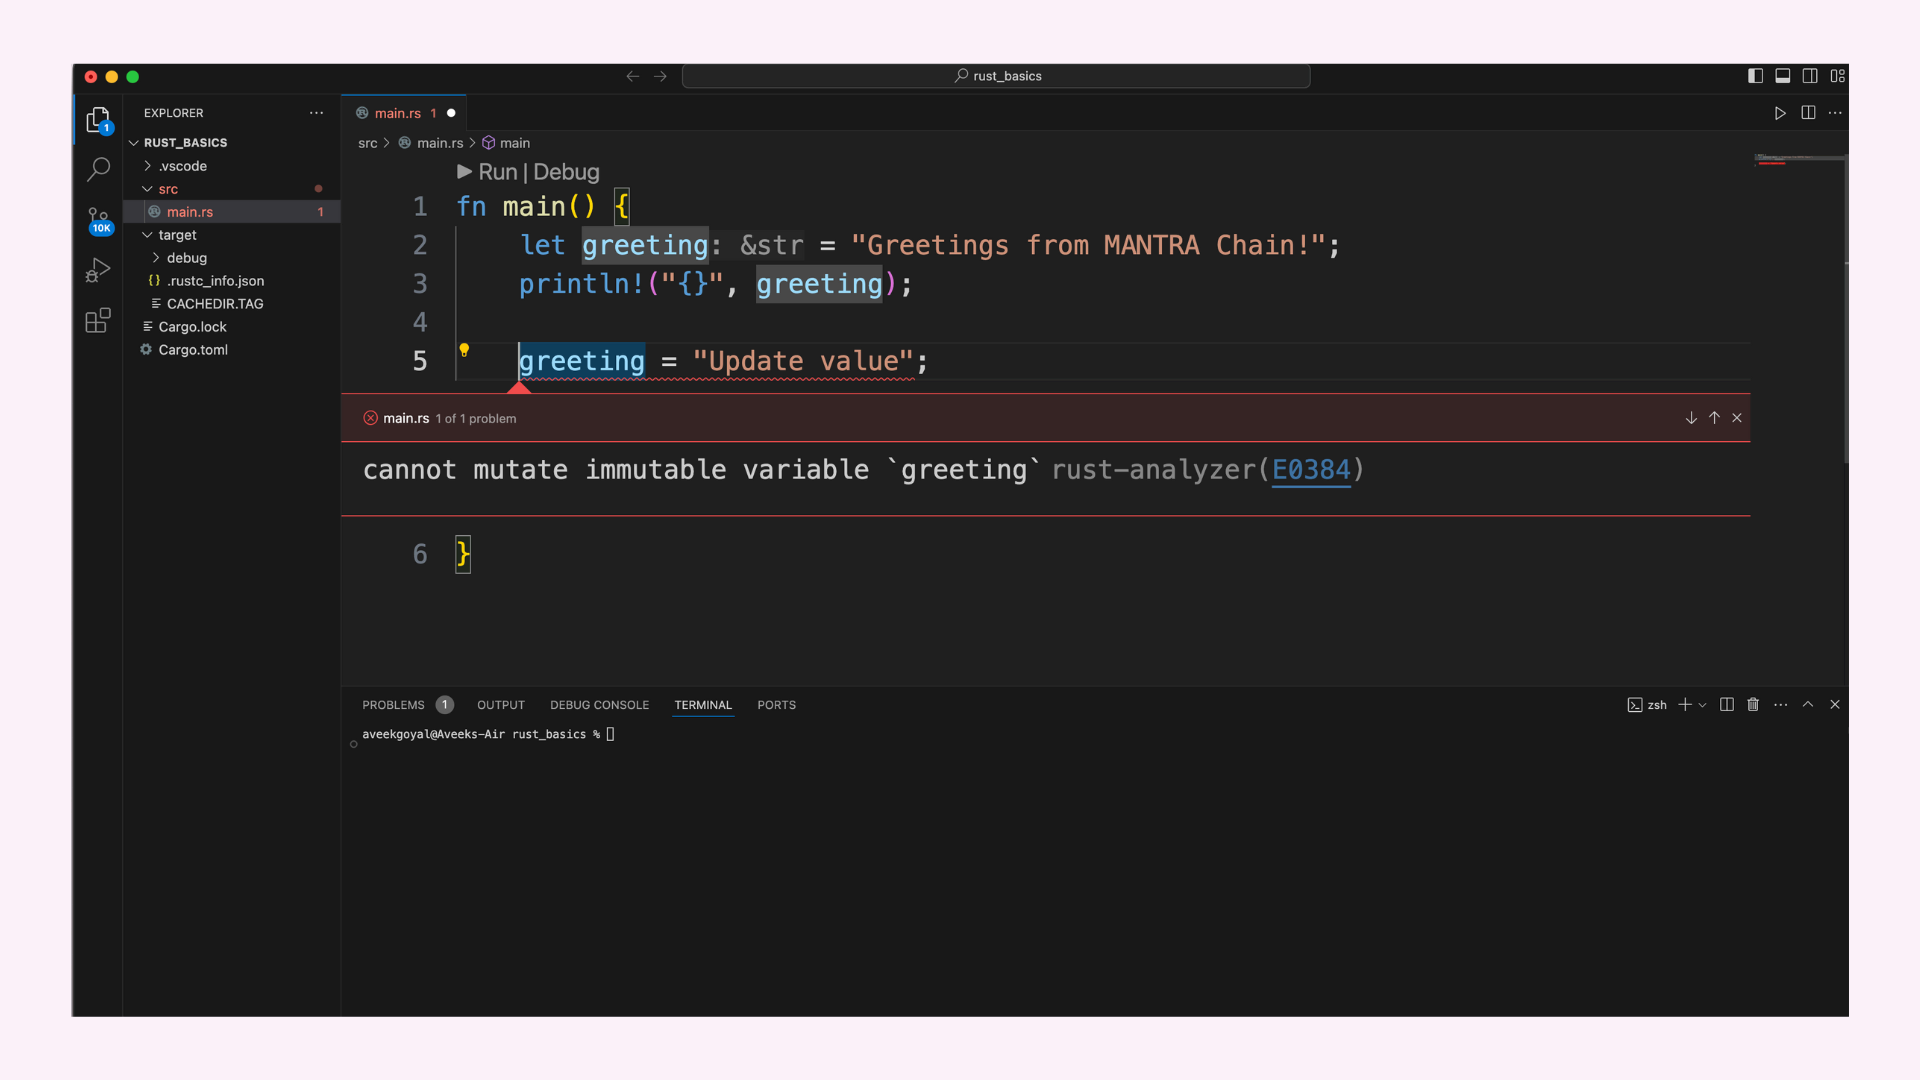 rust_basics
EXPLORER
RUST_BASICS
.vscode
src
main.rs 1
target
debug
{} .rustc_info.json
CACHEDIR.TAG
Cargo.lock
Cargo.toml
1
10K
main.rs 1
src > main.rs > main
Run | Debug
1 fn main() {
2 let greeting: &str = "Greetings from MANTRA Chain!";
3 println!("{}", greeting);
4
5 greeting = "Update value";
main.rs 1 of 1 problem
cannot mutate immutable variable `greeting` rust-analyzer(E0384)
6 }
PROBLEMS 1 OUTPUT DEBUG CONSOLE TERMINAL PORTS
zsh
aveekgoyal@Aveeks-Air rust_basics %